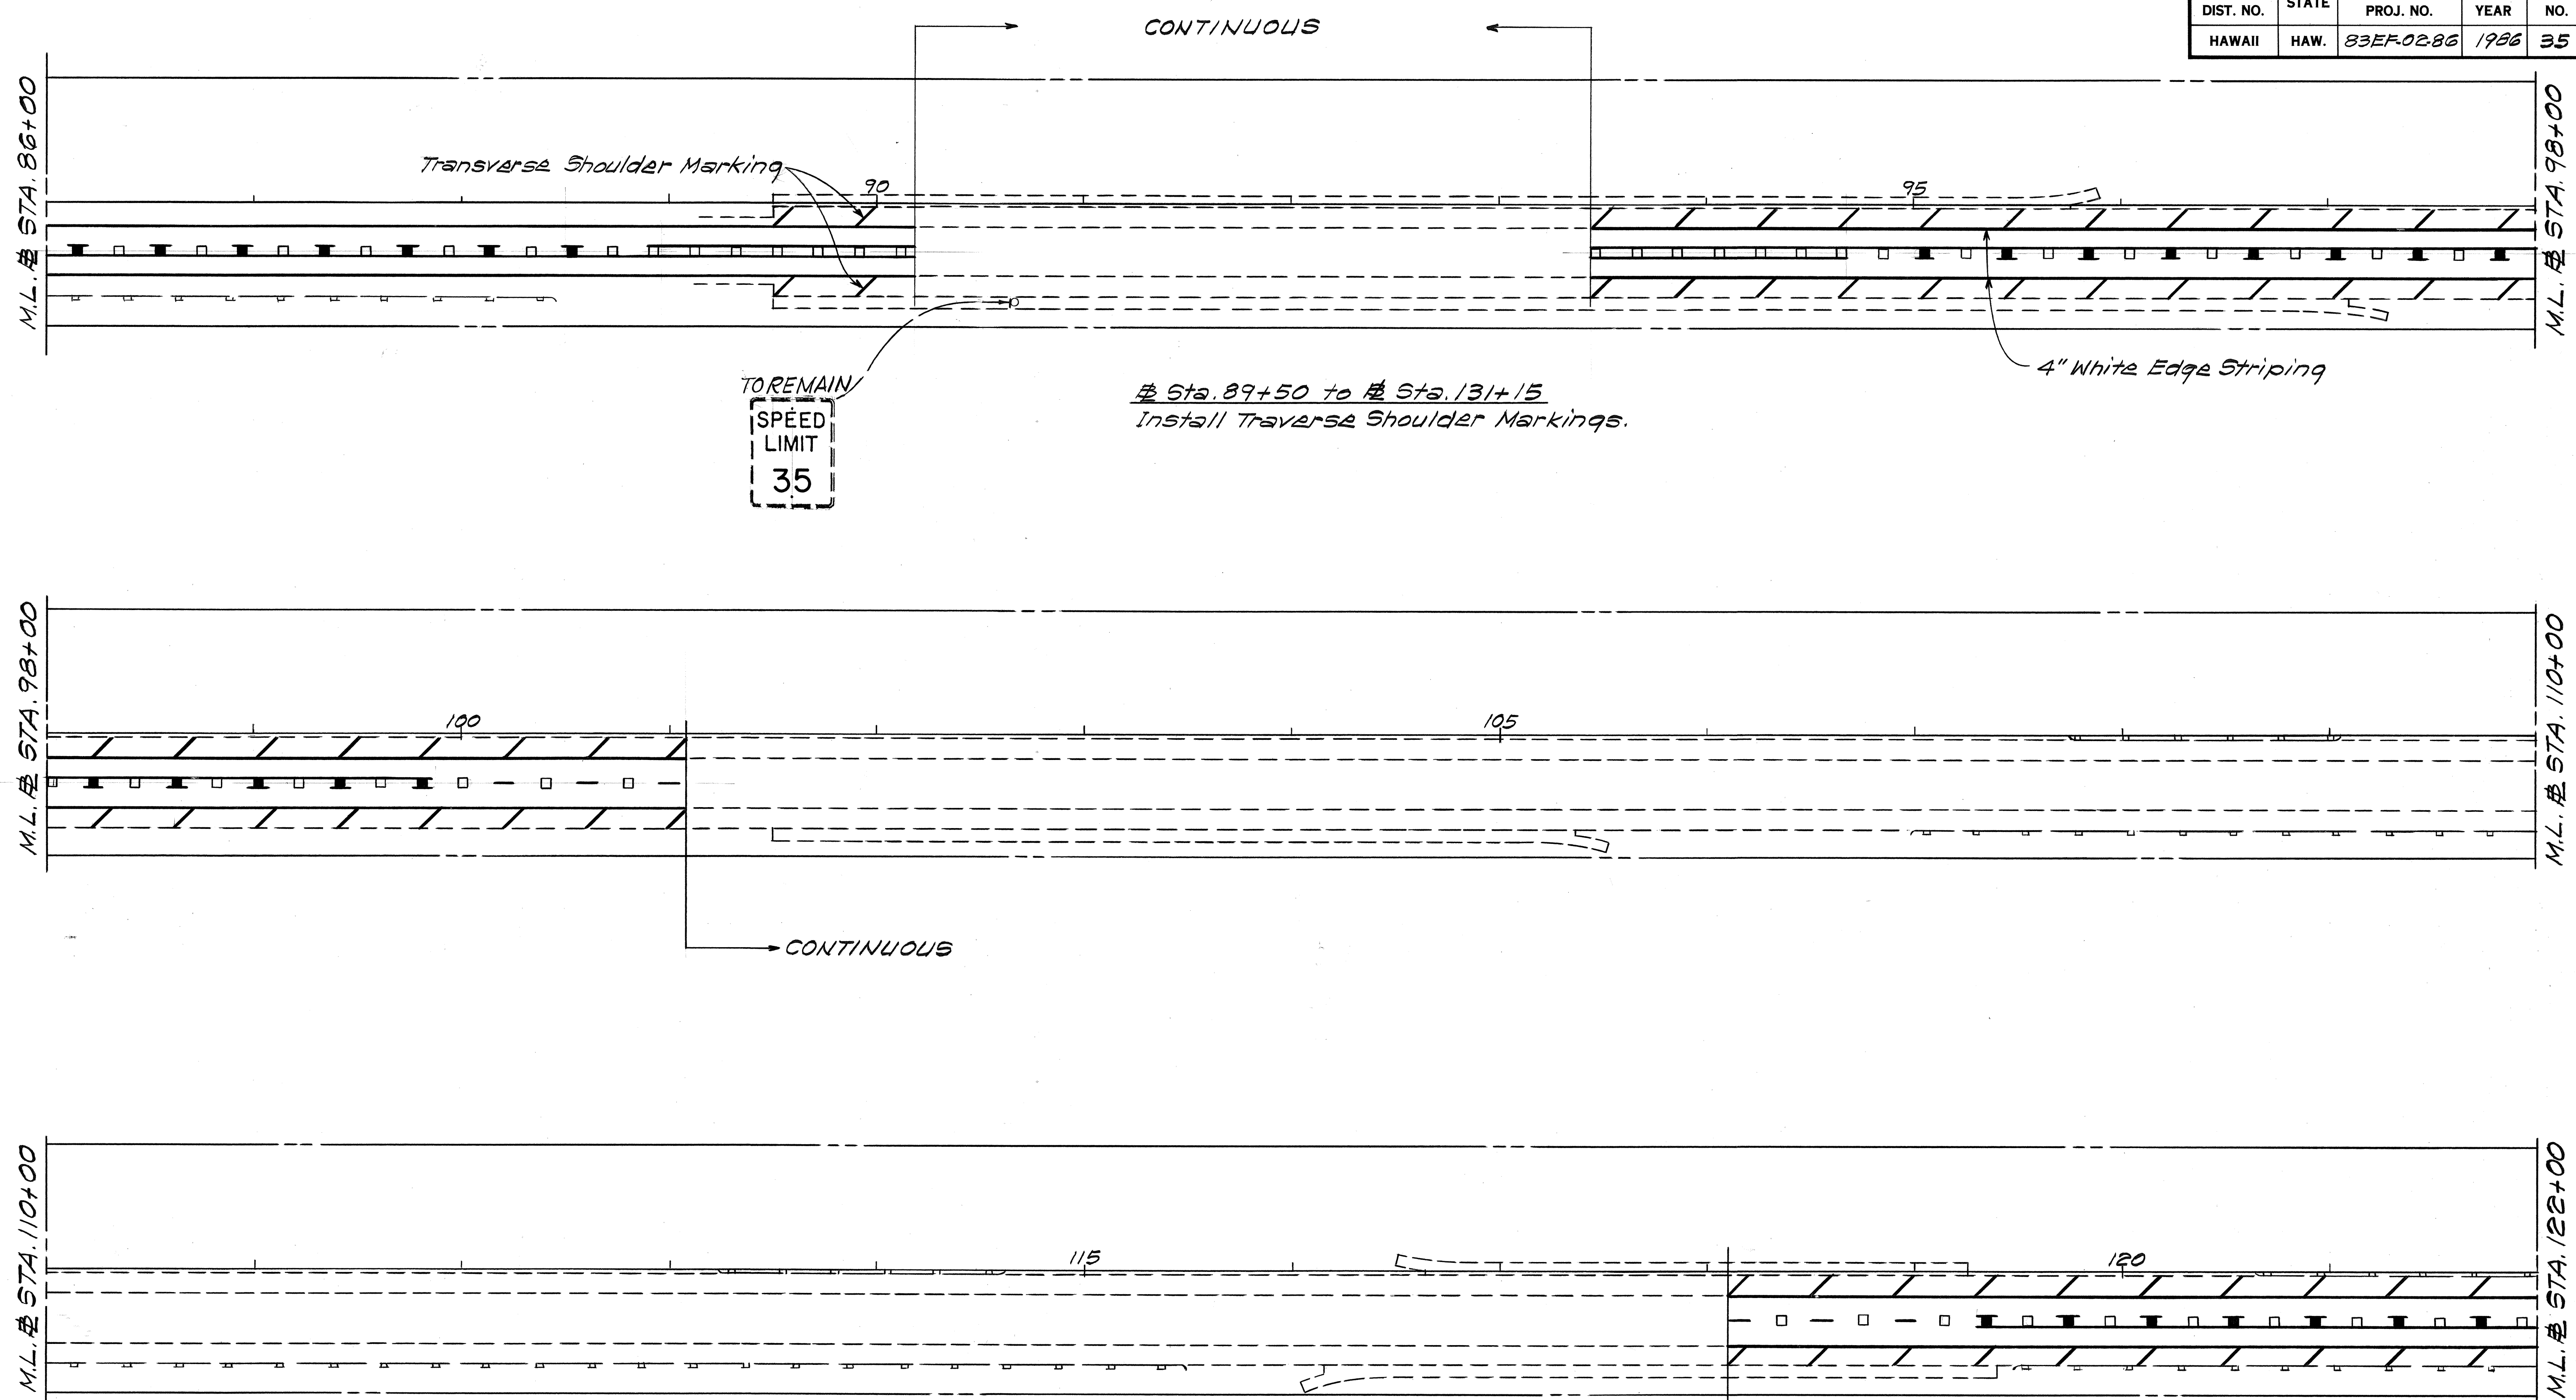 DIST. NO. STATE PROJ. NO. YEAR NO.
HAWAII HAW. 83EF-02-86 1986 35
CONTINUOUS
M.L. ⅊ STA. 86+00
M.L. ⅊ STA. 98+00
Transverse Shoulder Marking
90
95
TO REMAIN
SPEED
LIMIT
35
4" White Edge Striping
⅊ Sta. 89+50 to ⅊ Sta. 131+15
Install Traverse Shoulder Markings.
M.L. ⅊ STA. 98+00
M.L. ⅊ STA. 110+00
100
105
CONTINUOUS
M.L. ⅊ STA. 110+00
M.L. ⅊ STA. 122+00
115
120